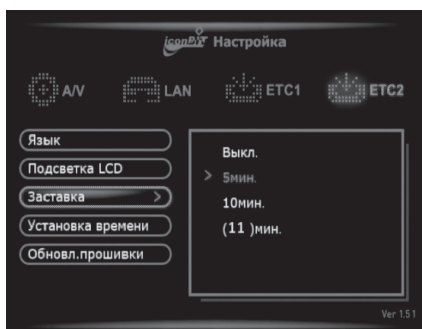 iconBIT Настройка
A/V LAN ETC1 ETC2
Язык
Подсветка LCD
Заставка >
Установка времени
Обновл.прошивки
Выкл.
> 5мин.
10мин.
(11 )мин.
Ver 1.51